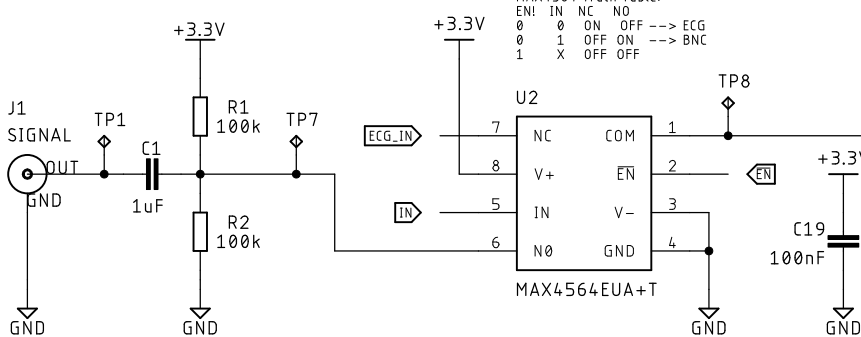 EN! IN NC NO
0 0 ON OFF --> ECG
0 1 OFF ON --> BNC
1 X OFF OFF
+3.3V
+3.3V
TP8
J1
SIGNAL
OUT
GND
TP1
C1
1uF
R1
100k
TP7
R2
100k
ECG_IN
IN
U2
7 NC COM 1
8 V+ EN 2
5 IN V- 3
6 NO GND 4
MAX4564EUA+T
EN
C19
100nF
GND
GND
GND
GND